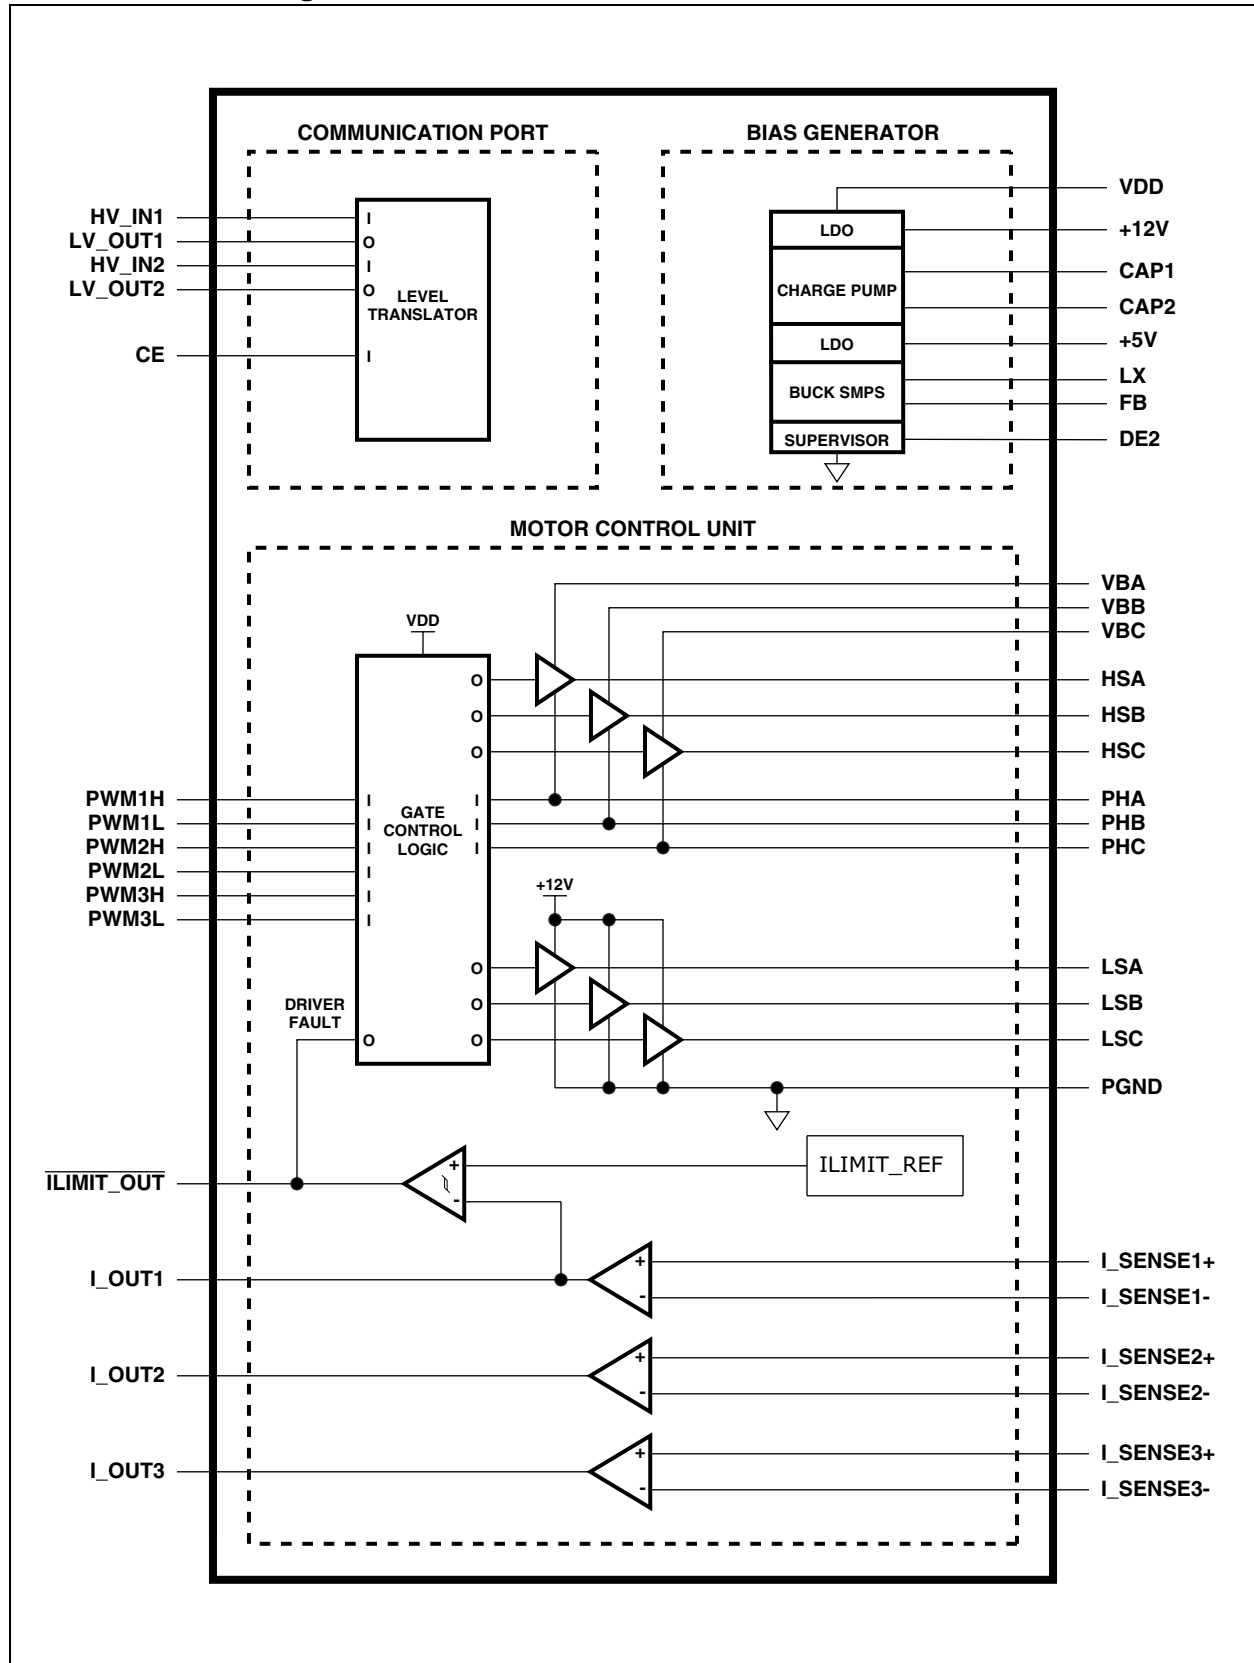 COMMUNICATION PORT
HV_IN1
LV_OUT1
HV_IN2
LV_OUT2
CE
I
O
I
O
I
LEVEL
TRANSLATOR
BIAS GENERATOR
LDO
CHARGE PUMP
LDO
BUCK SMPS
SUPERVISOR
VDD
+12V
CAP1
CAP2
+5V
LX
FB
DE2
MOTOR CONTROL UNIT
VDD
PWM1H
PWM1L
PWM2H
PWM2L
PWM3H
PWM3L
I
I
I
I
I
I
GATE
CONTROL
LOGIC
O
O
O
I
I
I
O
O
O
DRIVER
FAULT
O
+12V
VBA
VBB
VBC
HSA
HSB
HSC
PHA
PHB
PHC
LSA
LSB
LSC
PGND
ILIMIT_OUT
+
-
ILIMIT_REF
I_OUT1
+
-
I_SENSE1+
I_SENSE1-
I_OUT2
+
-
I_SENSE2+
I_SENSE2-
I_OUT3
+
-
I_SENSE3+
I_SENSE3-